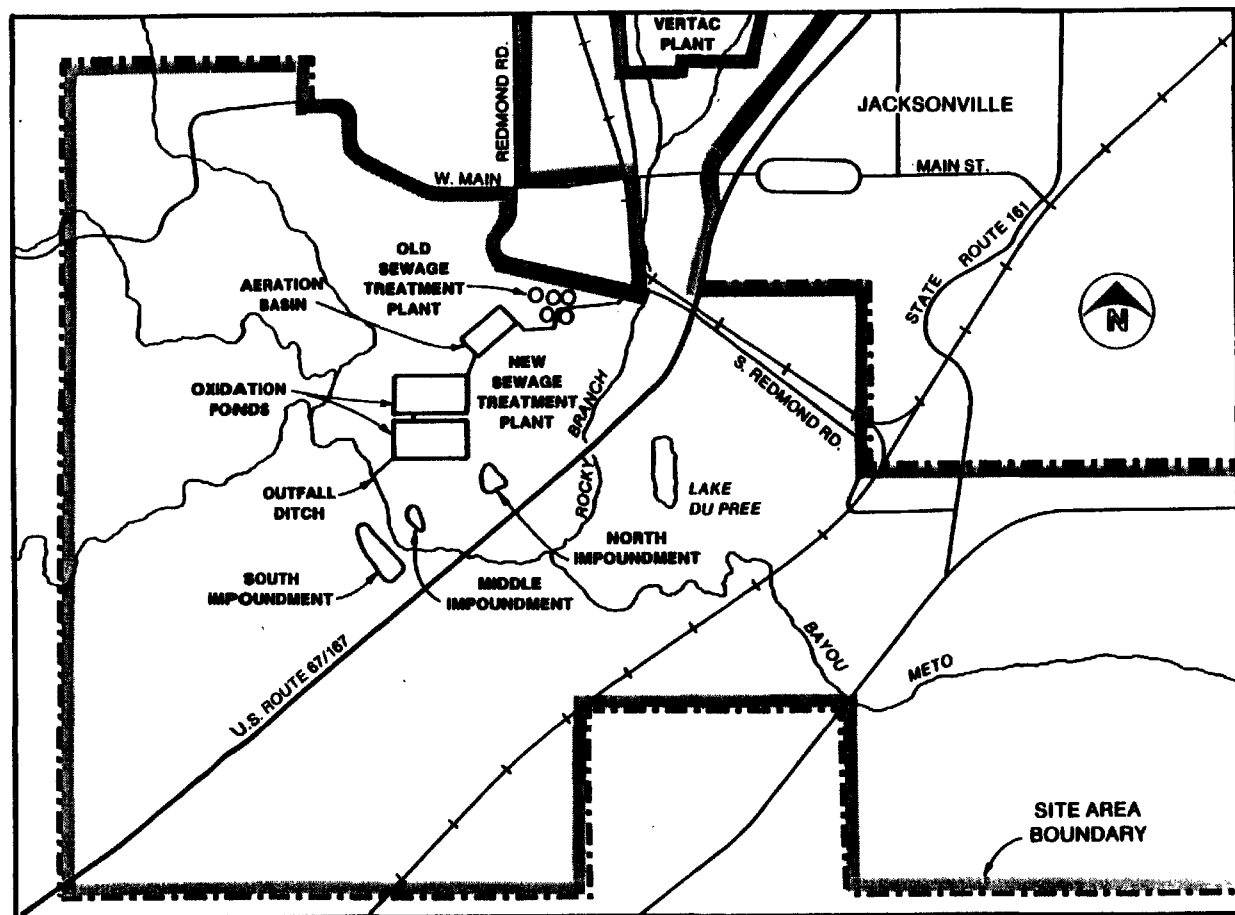 VERTAC
PLANT
REDMOND RD.
JACKSONVILLE
W. MAIN
MAIN ST.
STATE ROUTE 161
N
OLD
SEWAGE
TREATMENT
PLANT
AERATION
BASIN
NEW
SEWAGE
TREATMENT
PLANT
OXIDATION
PONDS
ROCKY BRANCH
S. REDMOND RD.
OUTFALL
DITCH
LAKE
DU PREE
NORTH
IMPOUNDMENT
SOUTH
IMPOUNDMENT
MIDDLE
IMPOUNDMENT
U.S. ROUTE 67/167
BAYOU
METO
SITE AREA
BOUNDARY